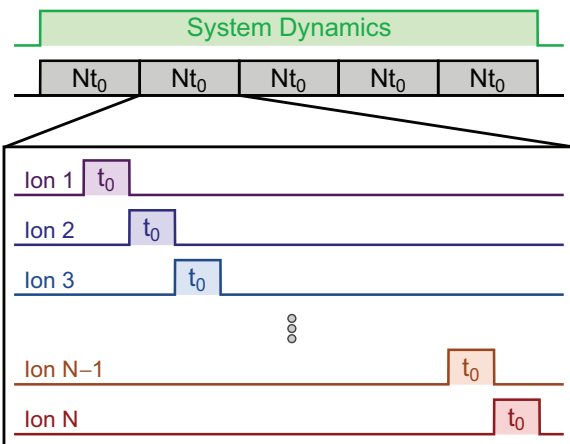 System Dynamics
Nt₀ Nt₀ Nt₀ Nt₀ Nt₀
Ion 1 t₀
Ion 2 t₀
Ion 3 t₀
Ion N–1 t₀
Ion N t₀